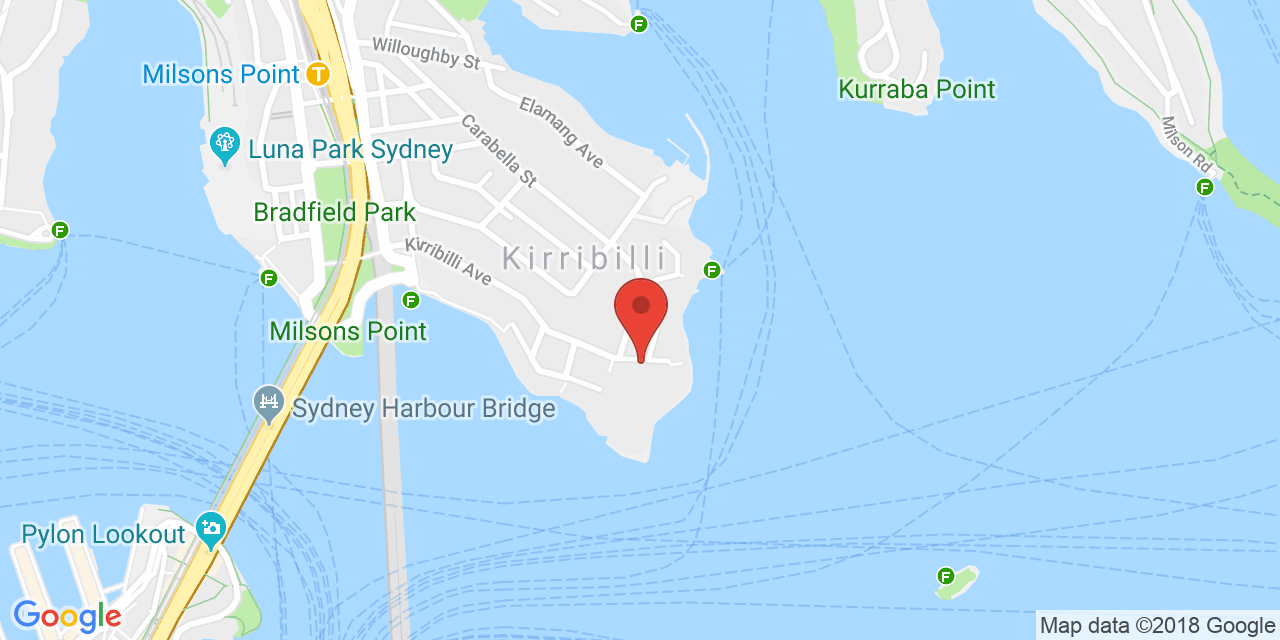 Willoughby St
Milsons Point
T
F
Kurraba Point
Elamang Ave
Carabella St
Milson Rd
Luna Park Sydney
F
Bradfield Park
F
Kirribilli Ave
Kirribilli
F
F
F
Milsons Point
Sydney Harbour Bridge
Pylon Lookout
F
Google
Map data ©2018 Google